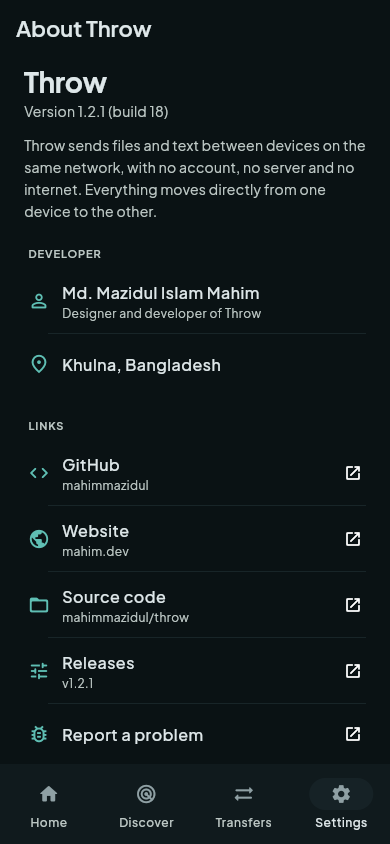 About Throw
Throw
Version 1.2.1 (build 18)
Throw sends files and text between devices on the
same network, with no account, no server and no
internet. Everything moves directly from one
device to the other.
DEVELOPER
Md. Mazidul Islam Mahim
Designer and developer of Throw
Khulna, Bangladesh
LINKS
GitHub
mahimmazidul
Website
mahim.dev
Source code
mahimmazidul/throw
Releases
v1.2.1
Report a problem
Home
Discover
Transfers
Settings